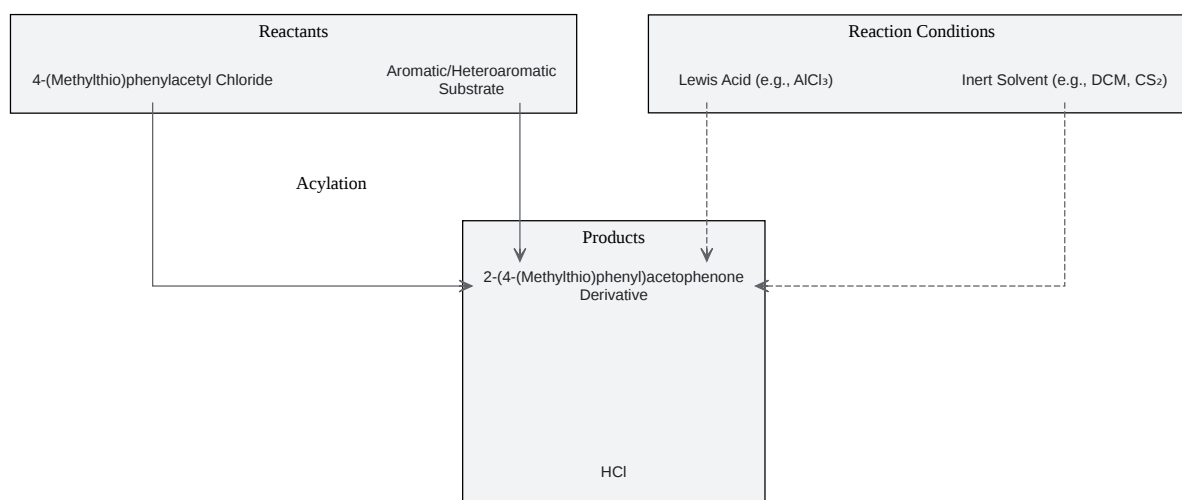 Reactants
4-(Methylthio)phenylacetyl Chloride
Aromatic/Heteroaromatic
Substrate
Reaction Conditions
Lewis Acid (e.g., AlCl₃)
Inert Solvent (e.g., DCM, CS₂)
Acylation
Products
2-(4-(Methylthio)phenyl)acetophenone
Derivative
HCl